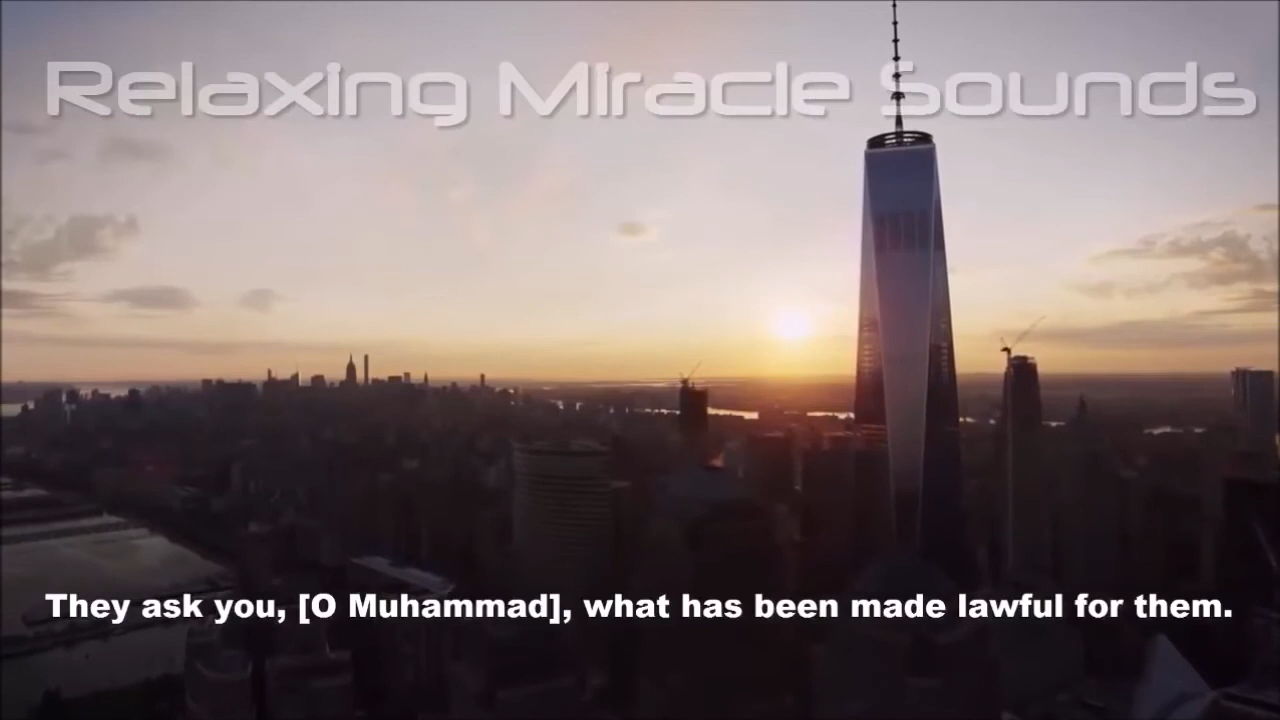 Relaxing Miracle Sounds
They ask you, [O Muhammad], what has been made lawful for them.